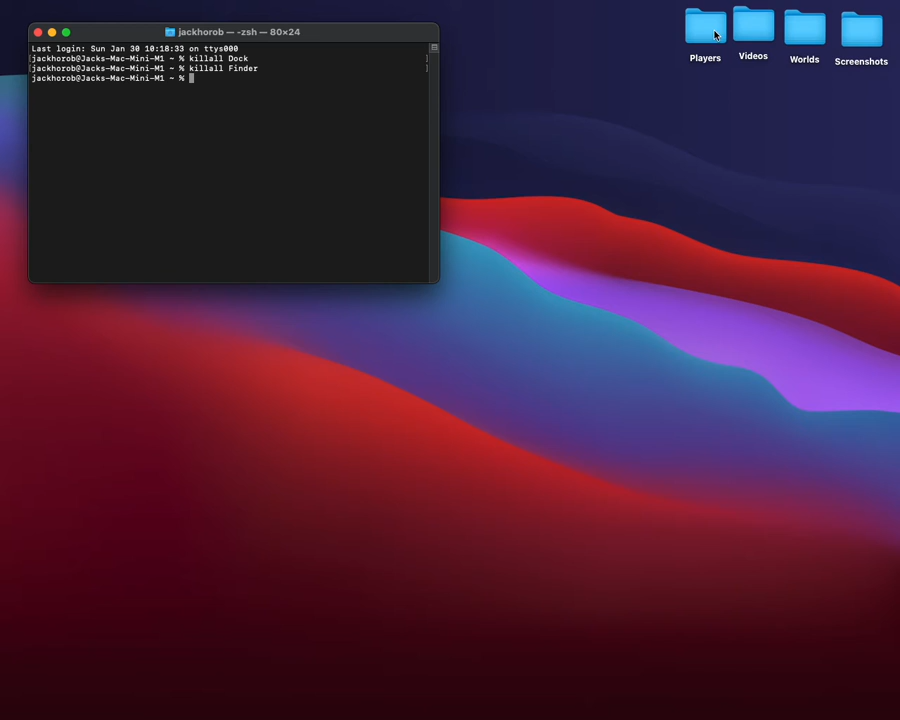 jackhorob — -zsh — 80×24
Last login: Sun Jan 30 10:18:33 on ttys000
[jackhorob@Jacks-Mac-Mini-M1 ~ % killall Dock ]
[jackhorob@Jacks-Mac-Mini-M1 ~ % killall Finder ]
jackhorob@Jacks-Mac-Mini-M1 ~ %
Players
Videos
Worlds
Screenshots